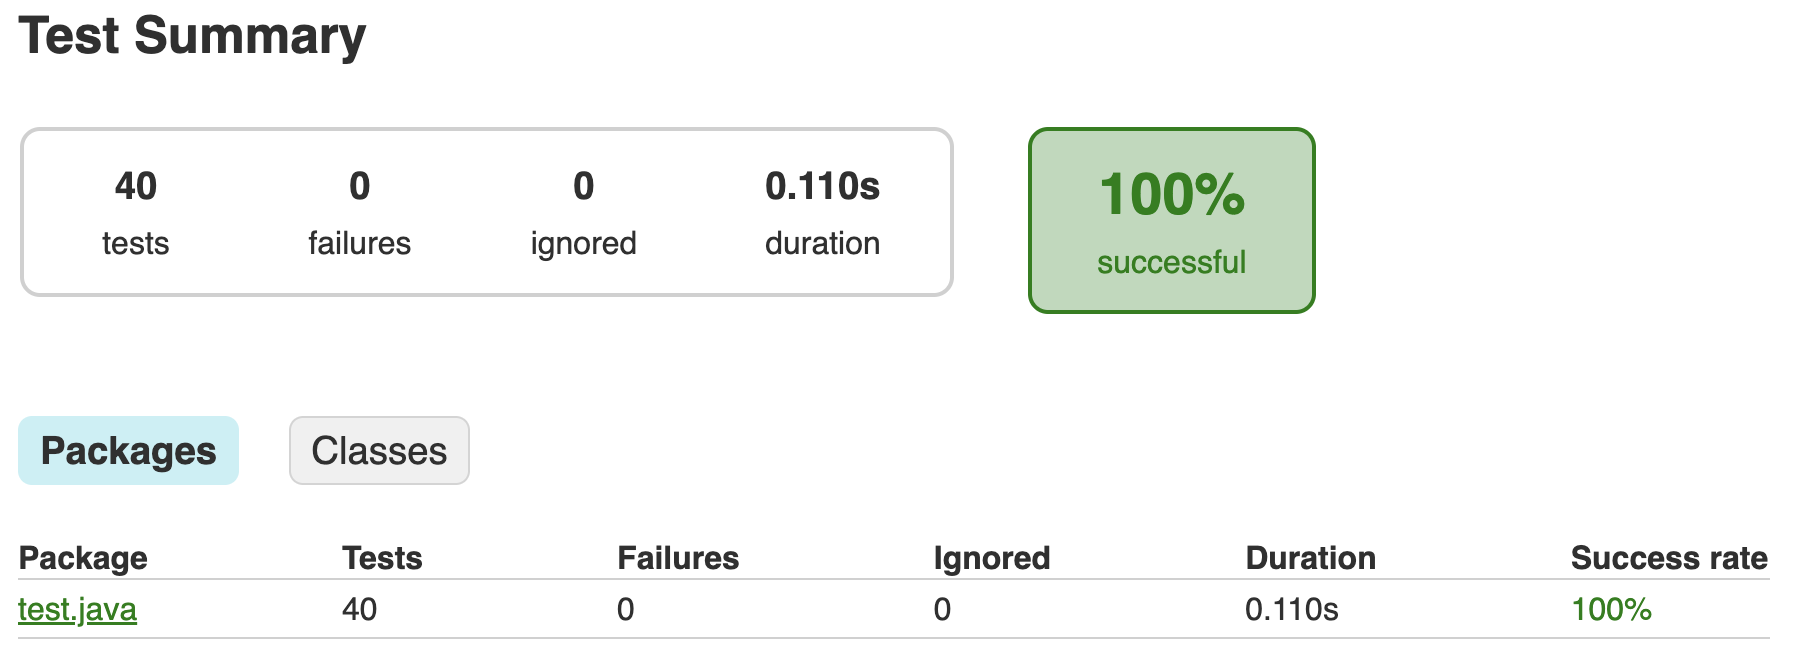 Test Summary
40 0 0 0.110s
tests failures ignored duration
100%
successful
Packages Classes
Package Tests Failures Ignored Duration Success rate
test.java 40 0 0 0.110s 100%